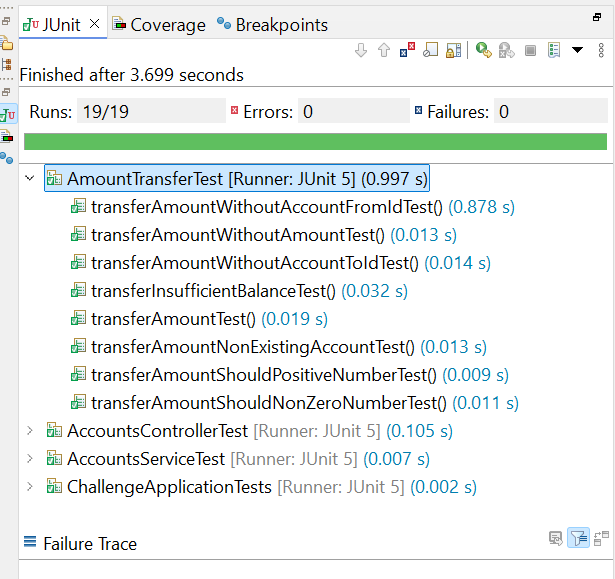 JUnit Coverage Breakpoints
Finished after 3.699 seconds
Runs: 19/19 Errors: 0 Failures: 0
AmountTransferTest [Runner: JUnit 5] (0.997 s)
transferAmountWithoutAccountFromIdTest() (0.878 s)
transferAmountWithoutAmountTest() (0.013 s)
transferAmountWithoutAccountToIdTest() (0.014 s)
transferInsufficientBalanceTest() (0.032 s)
transferAmountTest() (0.019 s)
transferAmountNonExistingAccountTest() (0.013 s)
transferAmountShouldPositiveNumberTest() (0.009 s)
transferAmountShouldNonZeroNumberTest() (0.011 s)
AccountsControllerTest [Runner: JUnit 5] (0.105 s)
AccountsServiceTest [Runner: JUnit 5] (0.007 s)
ChallengeApplicationTests [Runner: JUnit 5] (0.002 s)
Failure Trace